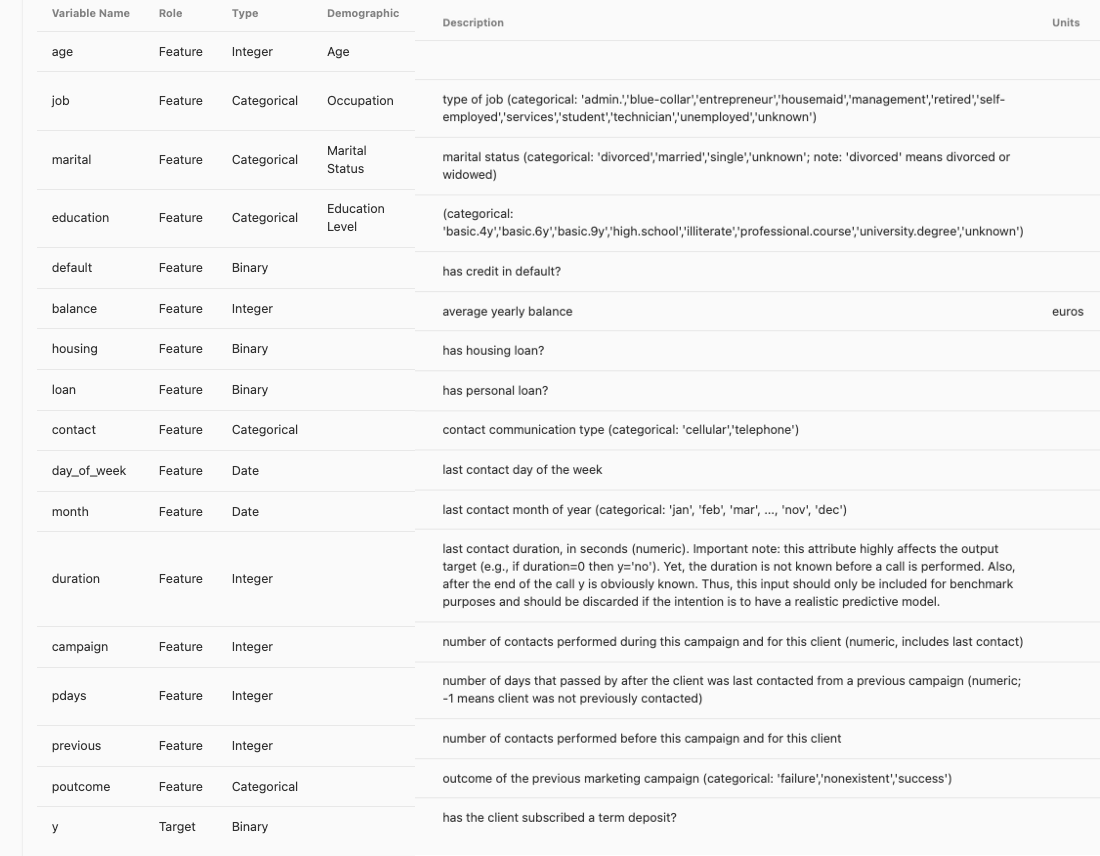 Variable Name Role Type Demographic Description Units
age Feature Integer Age
job Feature Categorical Occupation type of job (categorical: 'admin.','blue-collar','entrepreneur','housemaid','management','retired','self-
employed','services','student','technician','unemployed','unknown')
marital Feature Categorical Marital
Status marital status (categorical: 'divorced','married','single','unknown'; note: 'divorced' means divorced or
widowed)
education Feature Categorical Education
Level (categorical:
'basic.4y','basic.6y','basic.9y','high.school','illiterate','professional.course','university.degree','unknown')
default Feature Binary has credit in default?
balance Feature Integer average yearly balance euros
housing Feature Binary has housing loan?
loan Feature Binary has personal loan?
contact Feature Categorical contact communication type (categorical: 'cellular','telephone')
day_of_week Feature Date last contact day of the week
month Feature Date last contact month of year (categorical: 'jan', 'feb', 'mar', ..., 'nov', 'dec')
duration Feature Integer last contact duration, in seconds (numeric). Important note: this attribute highly affects the output
target (e.g., if duration=0 then y='no'). Yet, the duration is not known before a call is performed. Also,
after the end of the call y is obviously known. Thus, this input should only be included for benchmark
purposes and should be discarded if the intention is to have a realistic predictive model.
campaign Feature Integer number of contacts performed during this campaign and for this client (numeric, includes last contact)
pdays Feature Integer number of days that passed by after the client was last contacted from a previous campaign (numeric;
-1 means client was not previously contacted)
previous Feature Integer number of contacts performed before this campaign and for this client
poutcome Feature Categorical outcome of the previous marketing campaign (categorical: 'failure','nonexistent','success')
y Target Binary has the client subscribed a term deposit?